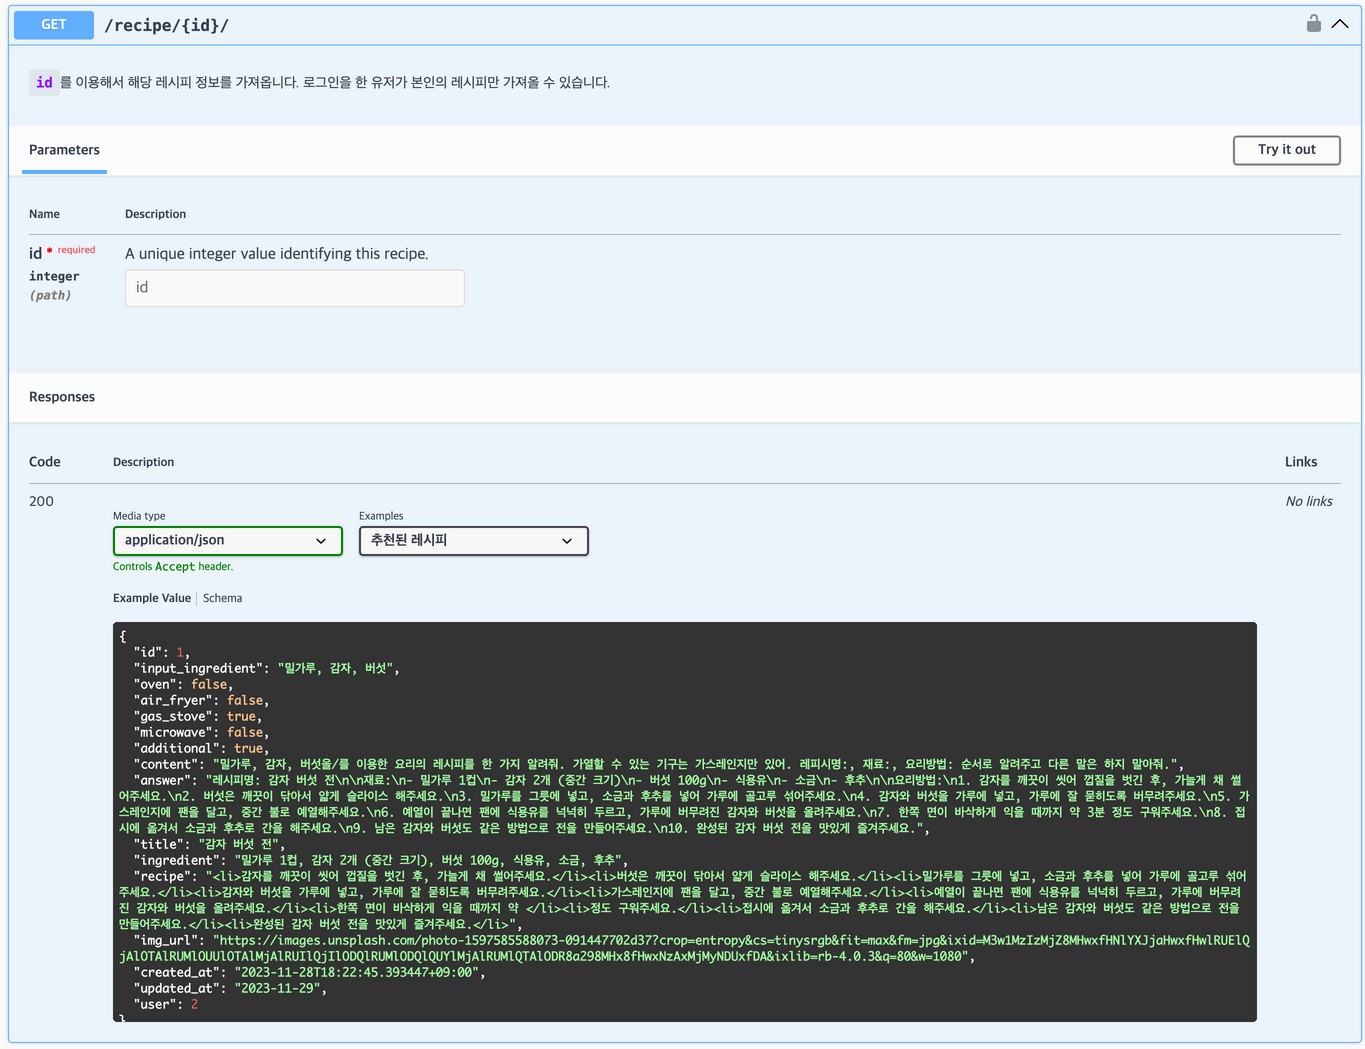 GET /recipe/{id}/
id를 이용해서 해당 레시피 정보를 가져옵니다. 로그인을 한 유저가 본인의 레시피만 가져올 수 있습니다.
Parameters
Try it out
Name Description
id * required
integer
(path)
A unique integer value identifying this recipe.
id
Responses
Code Description Links
200 No links
Media type Examples
application/json 추천된 레시피
Controls Accept header.
Example Value Schema
{
"id": 1,
"input_ingredient": "밀가루, 감자, 버섯",
"oven": false,
"air_fryer": false,
"gas_stove": true,
"microwave": false,
"additional": true,
"content": "밀가루, 감자, 버섯을/를 이용한 요리의 레시피를 한 가지 알려줘. 가열할 수 있는 기구는 가스레인지만 있어. 레피시명:, 재료:, 요리방법: 순서로 알려주고 다른 말은 하지 말아줘.",
"answer": "레시피명: 감자 버섯 전\n\n재료:\n- 밀가루 1컵\n- 감자 2개 (중간 크기)\n- 버섯 100g\n- 식용유\n- 소금\n- 후추\n\n요리방법:\n1. 감자를 깨끗이 씻어 껍질을 벗긴 후, 가늘게 채 썰
어주세요.\n2. 버섯은 깨끗이 닦아서 얇게 슬라이스 해주세요.\n3. 밀가루를 그릇에 넣고, 소금과 후추를 넣어 가루에 골고루 섞어주세요.\n4. 감자와 버섯을 가루에 넣고, 가루에 잘 묻히도록 버무려주세요.\n5. 가
스레인지에 팬을 달고, 중간 불로 예열해주세요.\n6. 예열이 끝나면 팬에 식용유를 넉넉히 두르고, 가루에 버무려진 감자와 버섯을 올려주세요.\n7. 한쪽 면이 바삭하게 익을 때까지 약 3분 정도 구워주세요.\n8. 접
시에 옮겨서 소금과 후추로 간을 해주세요.\n9. 남은 감자와 버섯도 같은 방법으로 전을 만들어주세요.\n10. 완성된 감자 버섯 전을 맛있게 즐겨주세요.",
"title": "감자 버섯 전",
"ingredient": "밀가루 1컵, 감자 2개 (중간 크기), 버섯 100g, 식용유, 소금, 후추",
"recipe": "<li>감자를 깨끗이 씻어 껍질을 벗긴 후, 가늘게 채 썰어주세요.</li><li>버섯은 깨끗이 닦아서 얇게 슬라이스 해주세요.</li><li>밀가루를 그릇에 넣고, 소금과 후추를 넣어 가루에 골고루 섞어
주세요.</li><li>감자와 버섯을 가루에 넣고, 가루에 잘 묻히도록 버무려주세요.</li><li>가스레인지에 팬을 달고, 중간 불로 예열해주세요.</li><li>예열이 끝나면 팬에 식용유를 넉넉히 두르고, 가루에 버무려
진 감자와 버섯을 올려주세요.</li><li>한쪽 면이 바삭하게 익을 때까지 약 </li><li>정도 구워주세요.</li><li>접시에 옮겨서 소금과 후추로 간을 해주세요.</li><li>남은 감자와 버섯도 같은 방법으로 전을
만들어주세요.</li><li>완성된 감자 버섯 전을 맛있게 즐겨주세요.</li>",
"img_url": "https://images.unsplash.com/photo-1597585588073-091447702d37?crop=entropy&cs=tinysrgb&fit=max&fm=jpg&ixid=M3w1MzIzMjZ8MHwxfHNlYXJjaHwxfHwlRUElQ
jAlOTAlRUMlOUUlOTAlMjAlRUIlQjIlODQlRUMlODQlQUYlMjAlRUMlQTAlODR8a298MHx8fHwxNzAxMjMyNDUxfDA&ixlib=rb-4.0.3&q=80&w=1080",
"created_at": "2023-11-28T18:22:45.393447+09:00",
"updated_at": "2023-11-29",
"user": 2
}